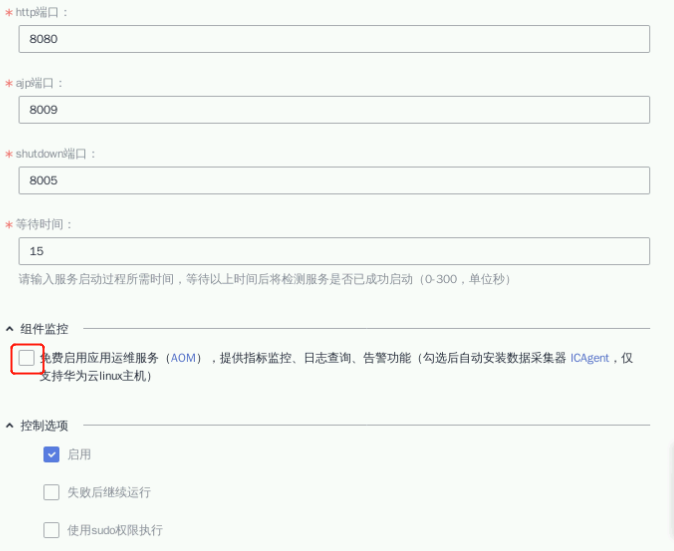 * http端口：
8080
* ajp端口：
8009
* shutdown端口：
8005
* 等待时间：
15
请输入服务启动过程所需时间，等待以上时间后将检测服务是否已成功启动（0-300，单位秒）
组件监控
免费启用应用运维服务（AOM），提供指标监控、日志查询、告警功能（勾选后自动安装数据采集器 ICAgent，仅
支持华为云linux主机）
控制选项
启用
失败后继续运行
使用sudo权限执行